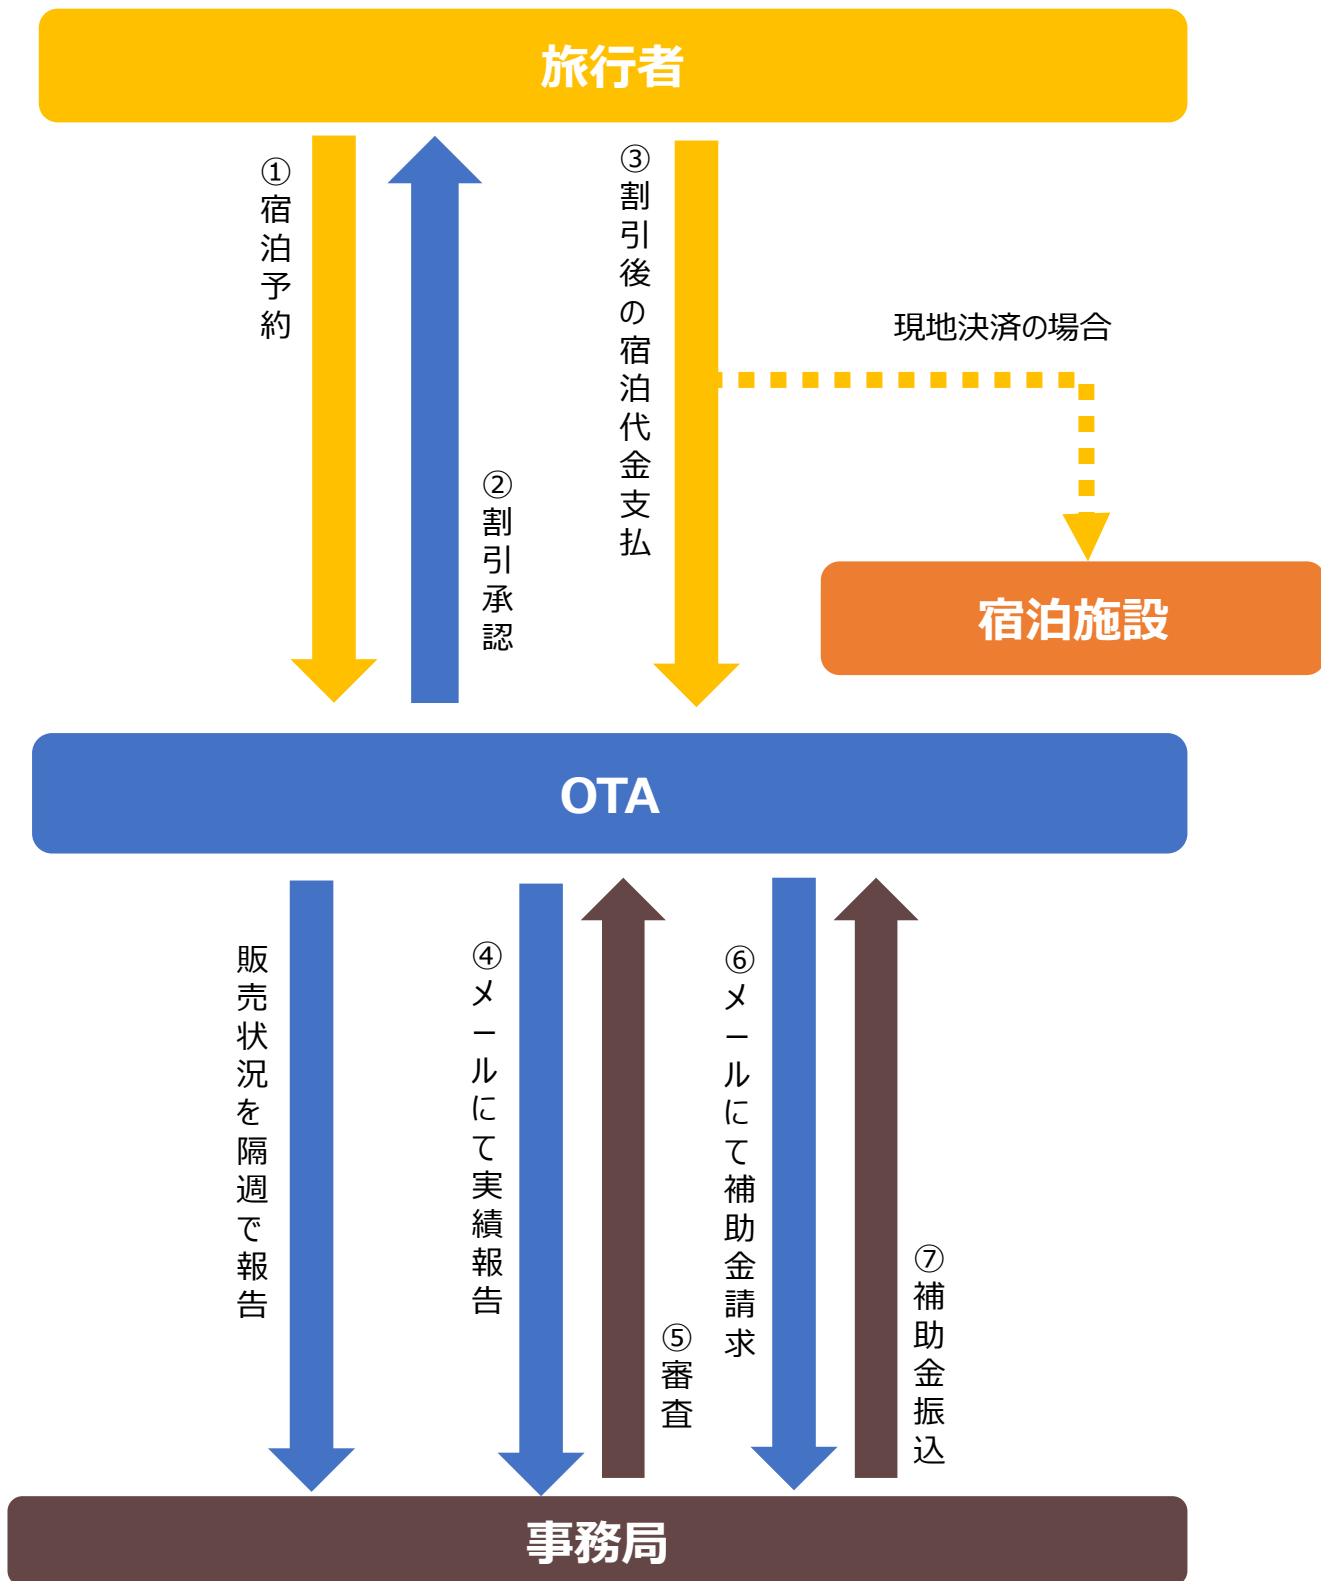 旅行者
①宿泊予約
②割引承認
③割引後の宿泊代金支払
現地決済の場合
宿泊施設
OTA
販売状況を隔週で報告
④メールにて実績報告
⑤審査
⑥メールにて補助金請求
⑦補助金振込
事務局